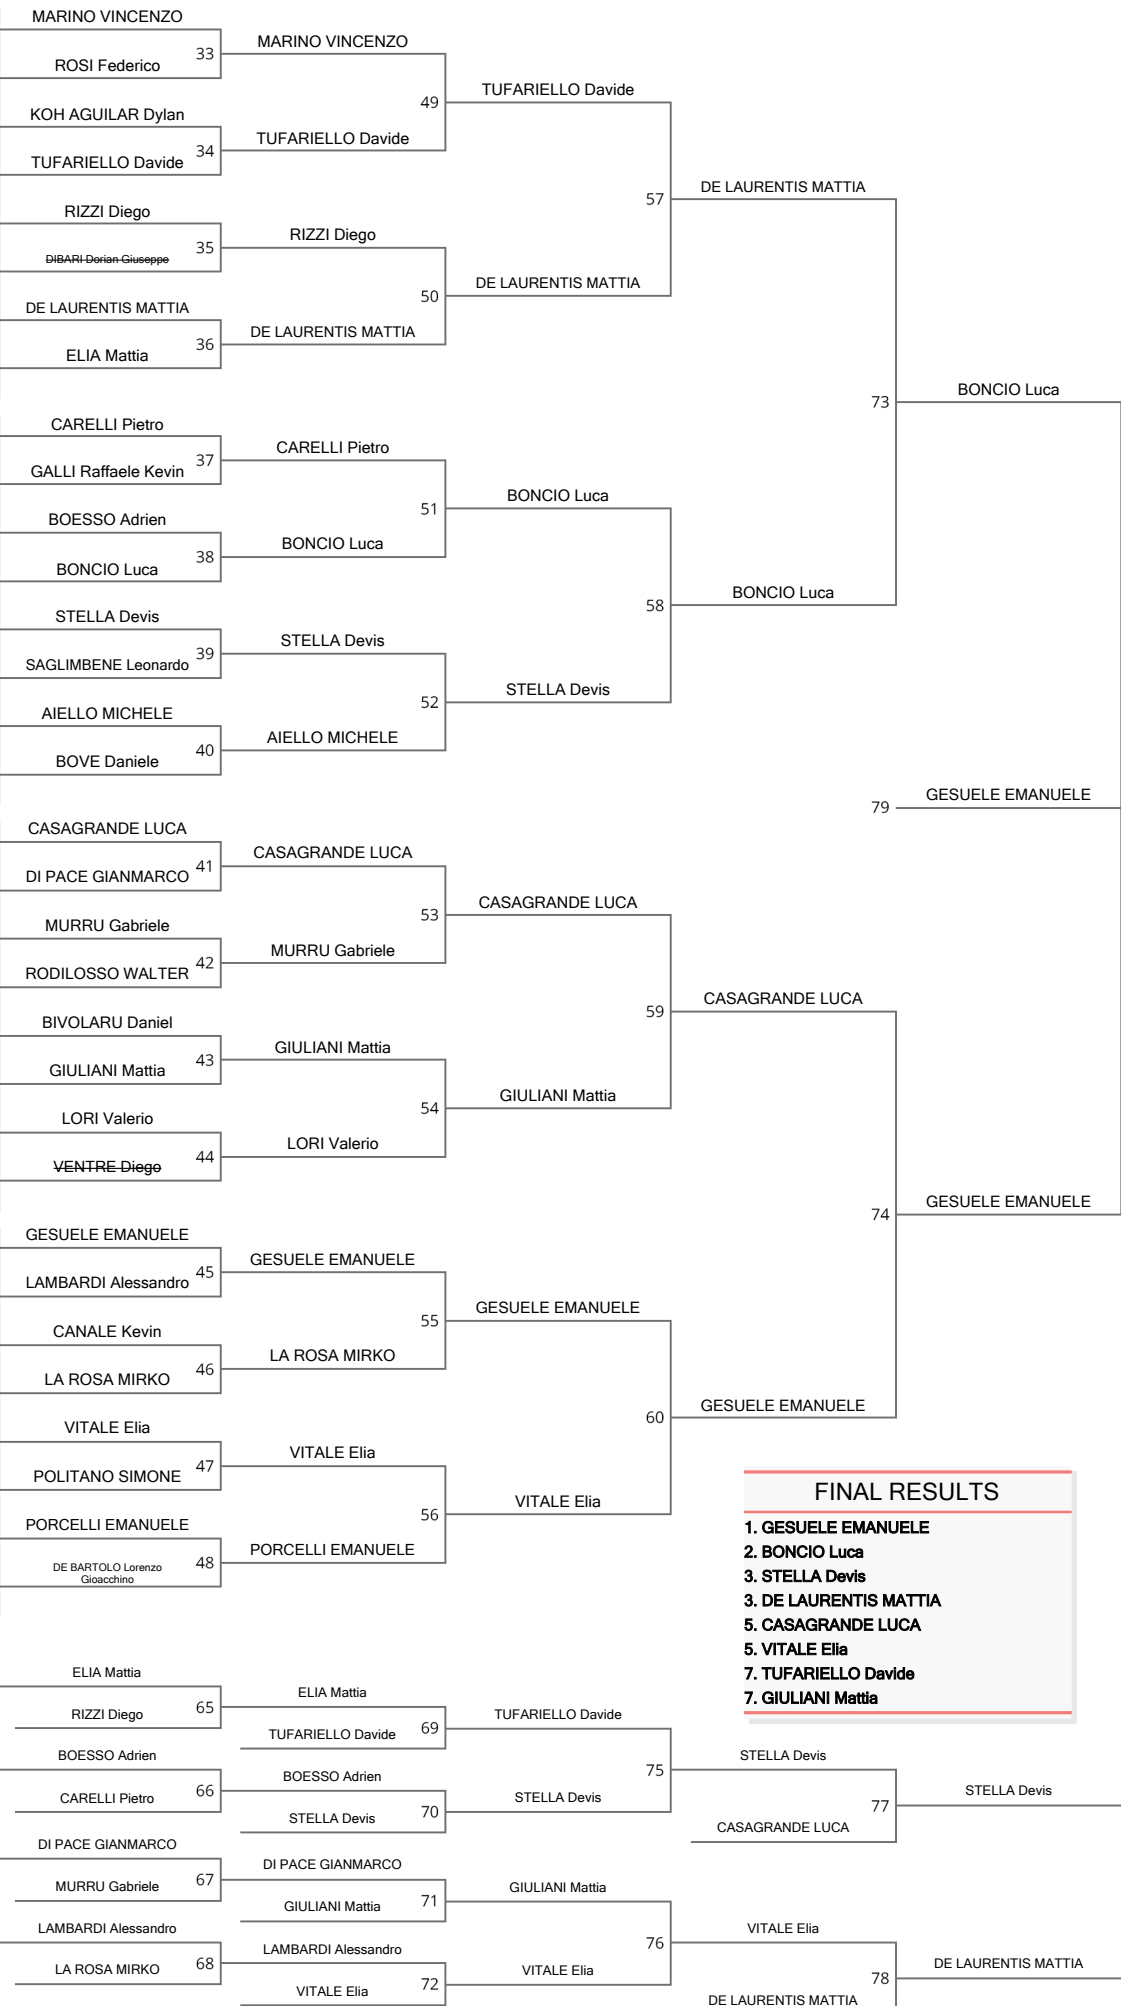 MARINO VINCENZO
33
ROSI Federico
MARINO VINCENZO
49
KOH AGUILAR Dylan
34
TUFARIELLO Davide
TUFARIELLO Davide
TUFARIELLO Davide
57
RIZZI Diego
35
DIBARI Dorian Giuseppe
RIZZI Diego
50
DE LAURENTIS MATTIA
36
ELIA Mattia
DE LAURENTIS MATTIA
DE LAURENTIS MATTIA
DE LAURENTIS MATTIA
73
CARELLI Pietro
37
GALLI Raffaele Kevin
CARELLI Pietro
51
BOESSO Adrien
38
BONCIO Luca
BONCIO Luca
BONCIO Luca
58
STELLA Devis
39
SAGLIMBENE Leonardo
STELLA Devis
52
AIELLO MICHELE
40
BOVE Daniele
AIELLO MICHELE
STELLA Devis
BONCIO Luca
BONCIO Luca
79
GESUELE EMANUELE
CASAGRANDE LUCA
41
DI PACE GIANMARCO
CASAGRANDE LUCA
53
MURRU Gabriele
42
RODILOSSO WALTER
MURRU Gabriele
CASAGRANDE LUCA
59
BIVOLARU Daniel
43
GIULIANI Mattia
GIULIANI Mattia
54
LORI Valerio
44
VENTRE Diego
LORI Valerio
GIULIANI Mattia
CASAGRANDE LUCA
74
GESUELE EMANUELE
GESUELE EMANUELE
45
LAMBARDI Alessandro
GESUELE EMANUELE
55
CANALE Kevin
46
LA ROSA MIRKO
LA ROSA MIRKO
GESUELE EMANUELE
60
GESUELE EMANUELE
VITALE Elia
47
POLITANO SIMONE
VITALE Elia
56
PORCELLI EMANUELE
48
DE BARTOLO Lorenzo
Gioacchino
PORCELLI EMANUELE
VITALE Elia
FINAL RESULTS
1. GESUELE EMANUELE
2. BONCIO Luca
3. STELLA Devis
3. DE LAURENTIS MATTIA
5. CASAGRANDE LUCA
5. VITALE Elia
7. TUFARIELLO Davide
7. GIULIANI Mattia
ELIA Mattia
65
RIZZI Diego
ELIA Mattia
69
TUFARIELLO Davide
TUFARIELLO Davide
75
BOESSO Adrien
66
CARELLI Pietro
BOESSO Adrien
70
STELLA Devis
STELLA Devis
STELLA Devis
77
CASAGRANDE LUCA
STELLA Devis
DI PACE GIANMARCO
67
MURRU Gabriele
DI PACE GIANMARCO
71
GIULIANI Mattia
GIULIANI Mattia
76
LAMBARDI Alessandro
68
LA ROSA MIRKO
LAMBARDI Alessandro
72
VITALE Elia
VITALE Elia
VITALE Elia
78
DE LAURENTIS MATTIA
DE LAURENTIS MATTIA